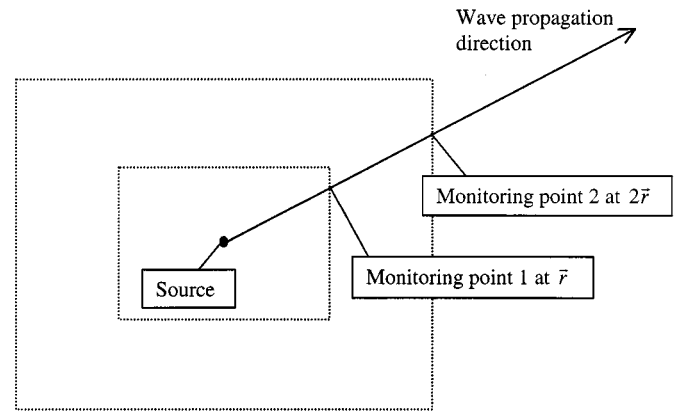 Wave propagation
direction
Monitoring point 2 at 2r⃗
Monitoring point 1 at r⃗
Source